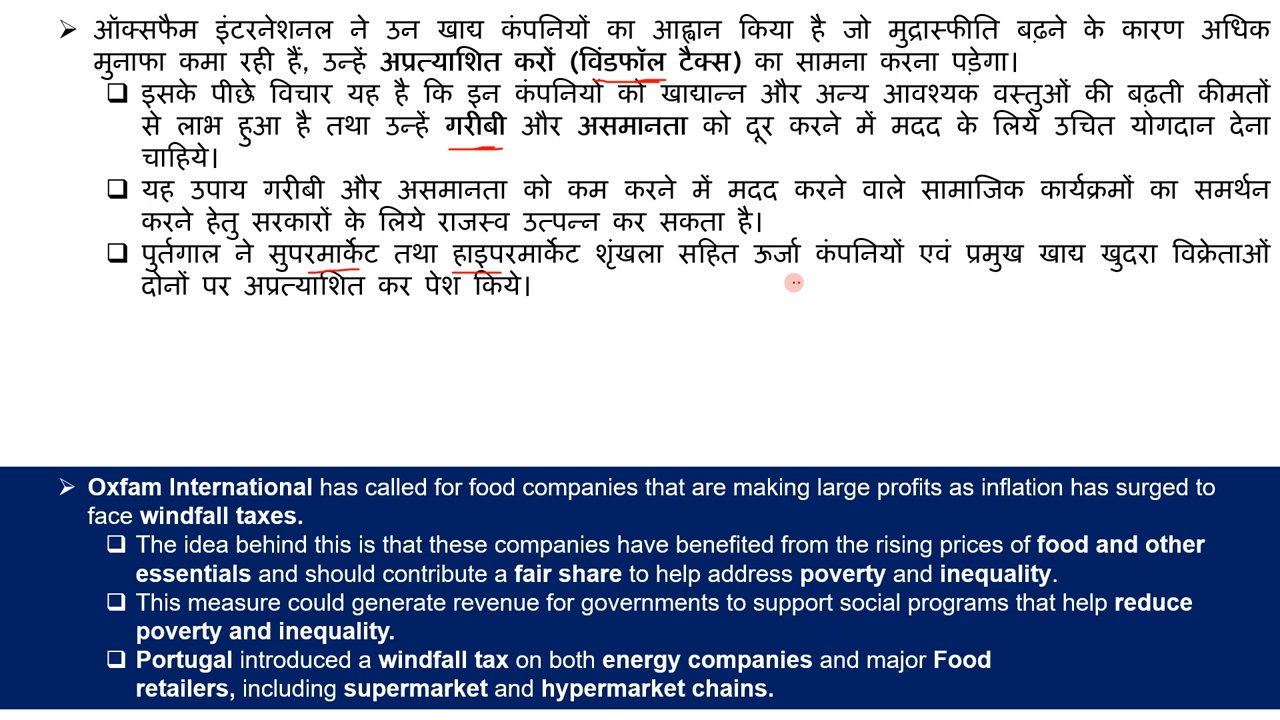 ➢ ऑक्सफैम इंटरनेशनल ने उन खाद्य कंपनियों का आह्वान किया है जो मुद्रास्फीति बढ़ने के कारण अधिक
मुनाफा कमा रही हैं, उन्हें अप्रत्याशित करों (विंडफॉल टैक्स) का सामना करना पड़ेगा।
❑ इसके पीछे विचार यह है कि इन कंपनियों को खाद्यान्न और अन्य आवश्यक वस्तुओं की बढ़ती कीमतों
से लाभ हुआ है तथा उन्हें गरीबी और असमानता को दूर करने में मदद के लिये उचित योगदान देना
चाहिये।
❑ यह उपाय गरीबी और असमानता को कम करने में मदद करने वाले सामाजिक कार्यक्रमों का समर्थन
करने हेतु सरकारों के लिये राजस्व उत्पन्न कर सकता है।
❑ पुर्तगाल ने सुपरमार्केट तथा हाइपरमार्केट शृंखला सहित ऊर्जा कंपनियों एवं प्रमुख खाद्य खुदरा विक्रेताओं
दोनों पर अप्रत्याशित कर पेश किये।
➢ Oxfam International has called for food companies that are making large profits as inflation has surged to
face windfall taxes.
❑ The idea behind this is that these companies have benefited from the rising prices of food and other
essentials and should contribute a fair share to help address poverty and inequality.
❑ This measure could generate revenue for governments to support social programs that help reduce
poverty and inequality.
❑ Portugal introduced a windfall tax on both energy companies and major Food
retailers, including supermarket and hypermarket chains.